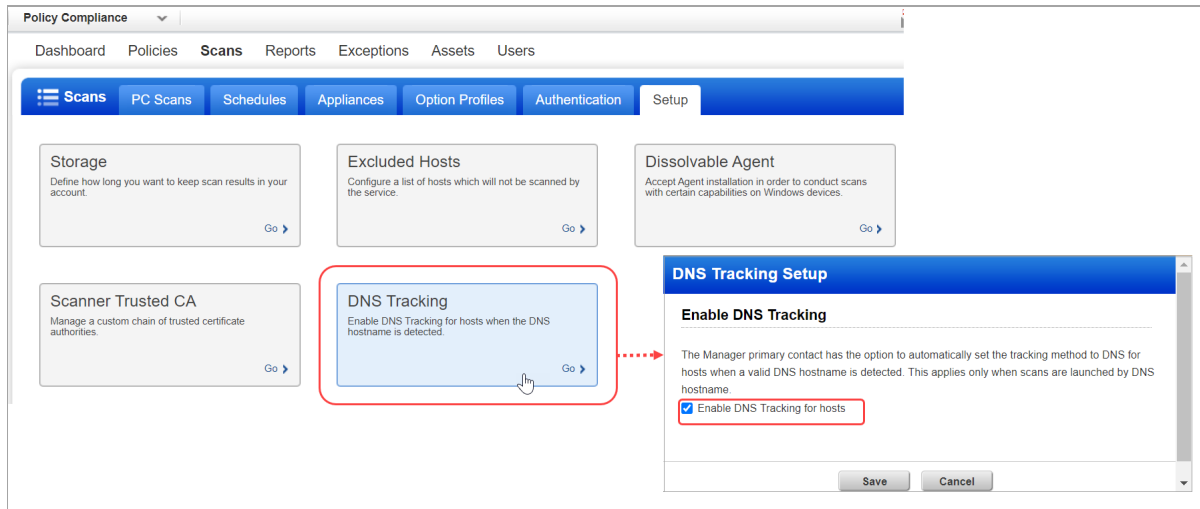 Policy Compliance
Dashboard Policies Scans Reports Exceptions Assets Users
Scans PC Scans Schedules Appliances Option Profiles Authentication Setup
Storage
Define how long you want to keep scan results in your
account.
Go
Excluded Hosts
Configure a list of hosts which will not be scanned by
the service.
Go
Dissolvable Agent
Accept Agent installation in order to conduct scans
with certain capabilities on Windows devices.
Go
Scanner Trusted CA
Manage a custom chain of trusted certificate
authorities.
Go
DNS Tracking
Enable DNS Tracking for hosts when the DNS
hostname is detected.
Go
DNS Tracking Setup
Enable DNS Tracking
The Manager primary contact has the option to automatically set the tracking method to DNS for
hosts when a valid DNS hostname is detected. This applies only when scans are launched by DNS
hostname.
Enable DNS Tracking for hosts
Save Cancel